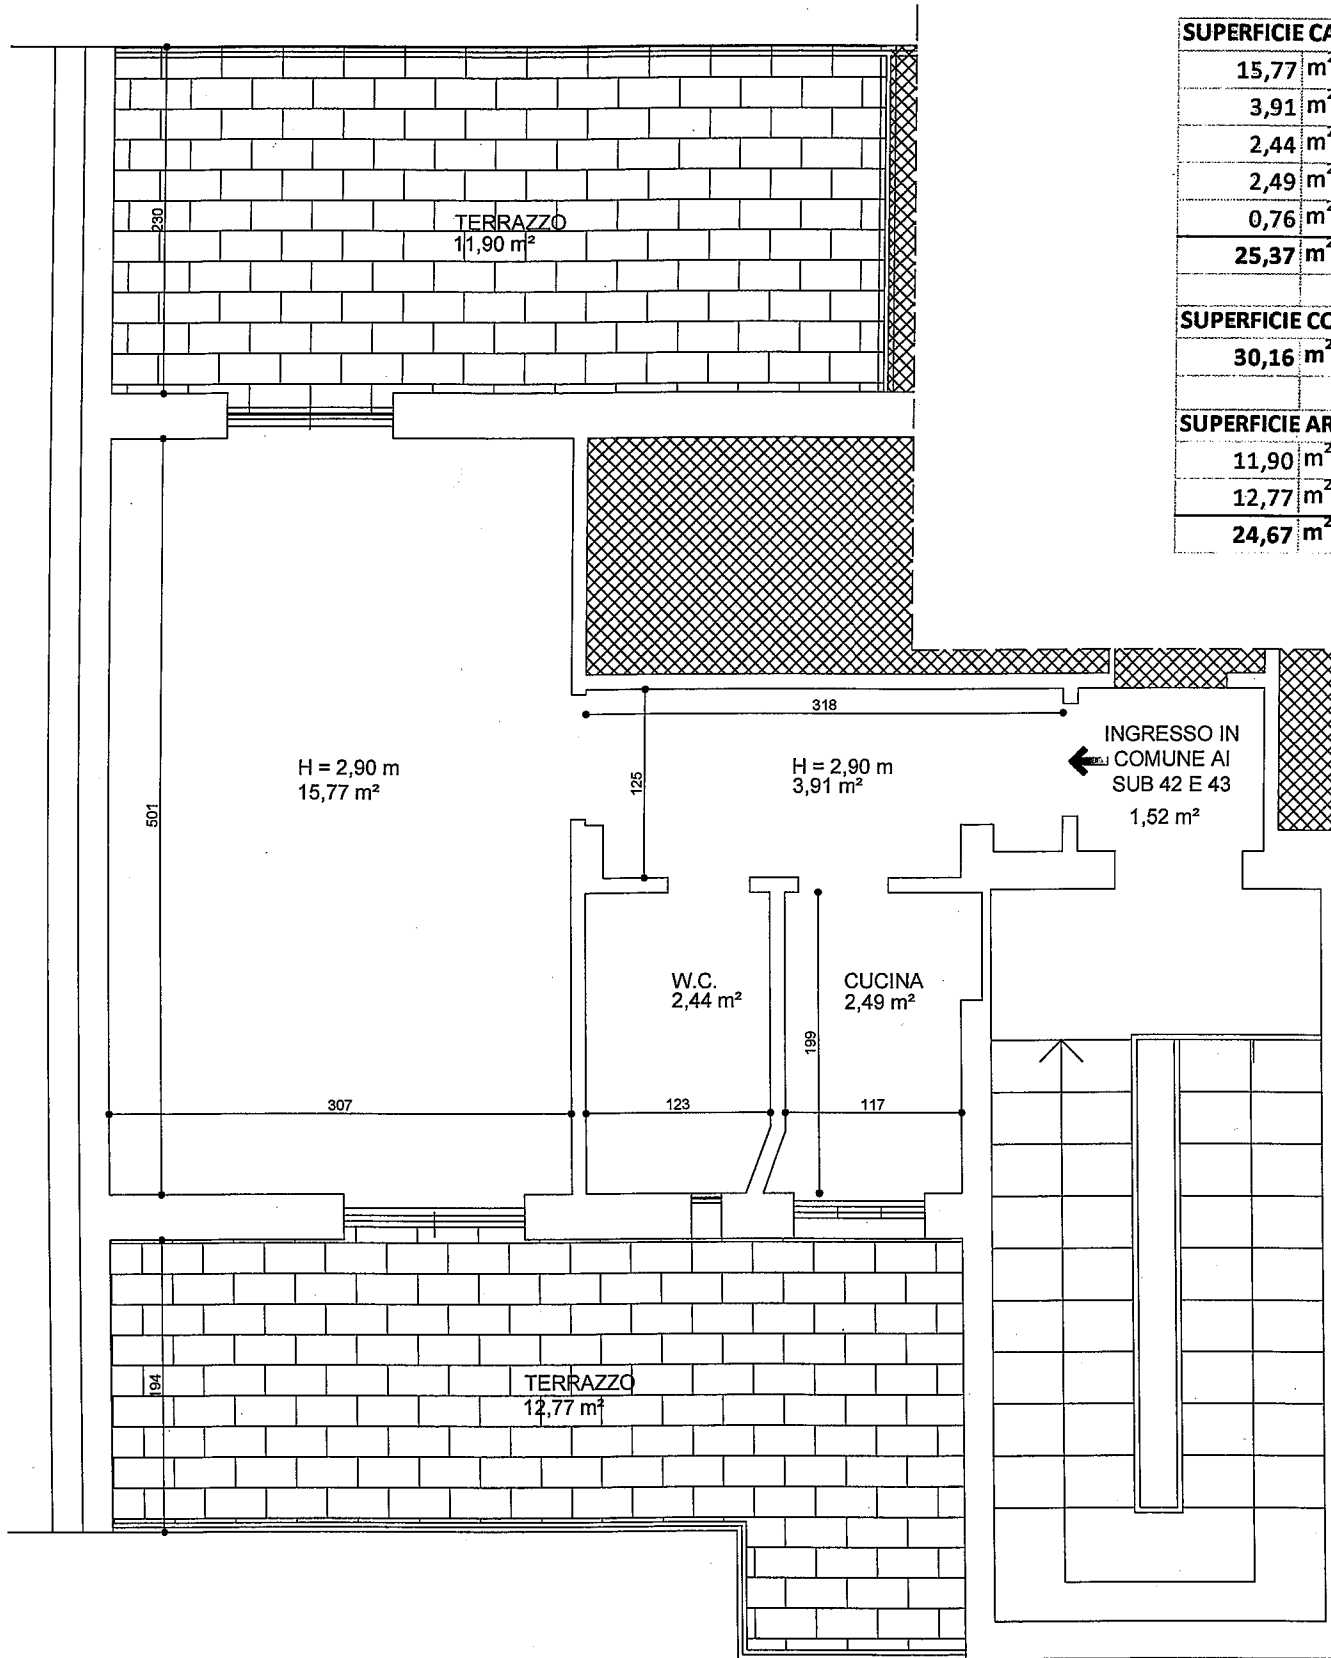 SUPERFICIE CA
15,77 m²
3,91 m²
2,44 m²
2,49 m²
0,76 m²
25,37 m²
SUPERFICIE CO
30,16 m²
SUPERFICIE AR
11,90 m²
12,77 m²
24,67 m²
230
TERRAZZO
11,90 m²
318
INGRESSO IN
COMUNE AI
SUB 42 E 43
1,52 m²
H = 2,90 m
15,77 m²
H = 2,90 m
3,91 m²
125
501
W.C.
2,44 m²
CUCINA
2,49 m²
199
307
123
117
194
TERRAZZO
12,77 m²